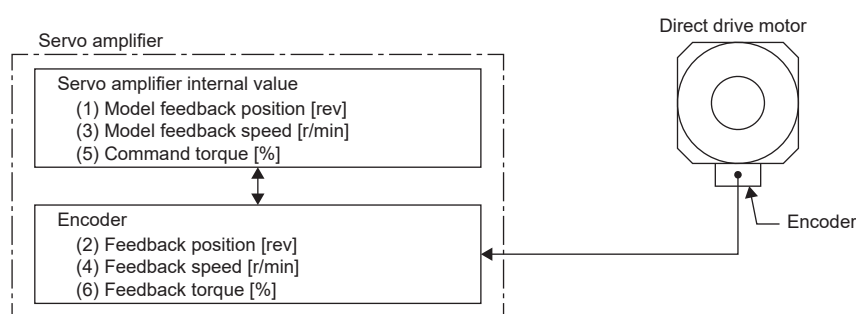 Servo amplifier
Servo amplifier internal value
(1) Model feedback position [rev]
(3) Model feedback speed [r/min]
(5) Command torque [%]
Encoder
(2) Feedback position [rev]
(4) Feedback speed [r/min]
(6) Feedback torque [%]
Direct drive motor
Encoder